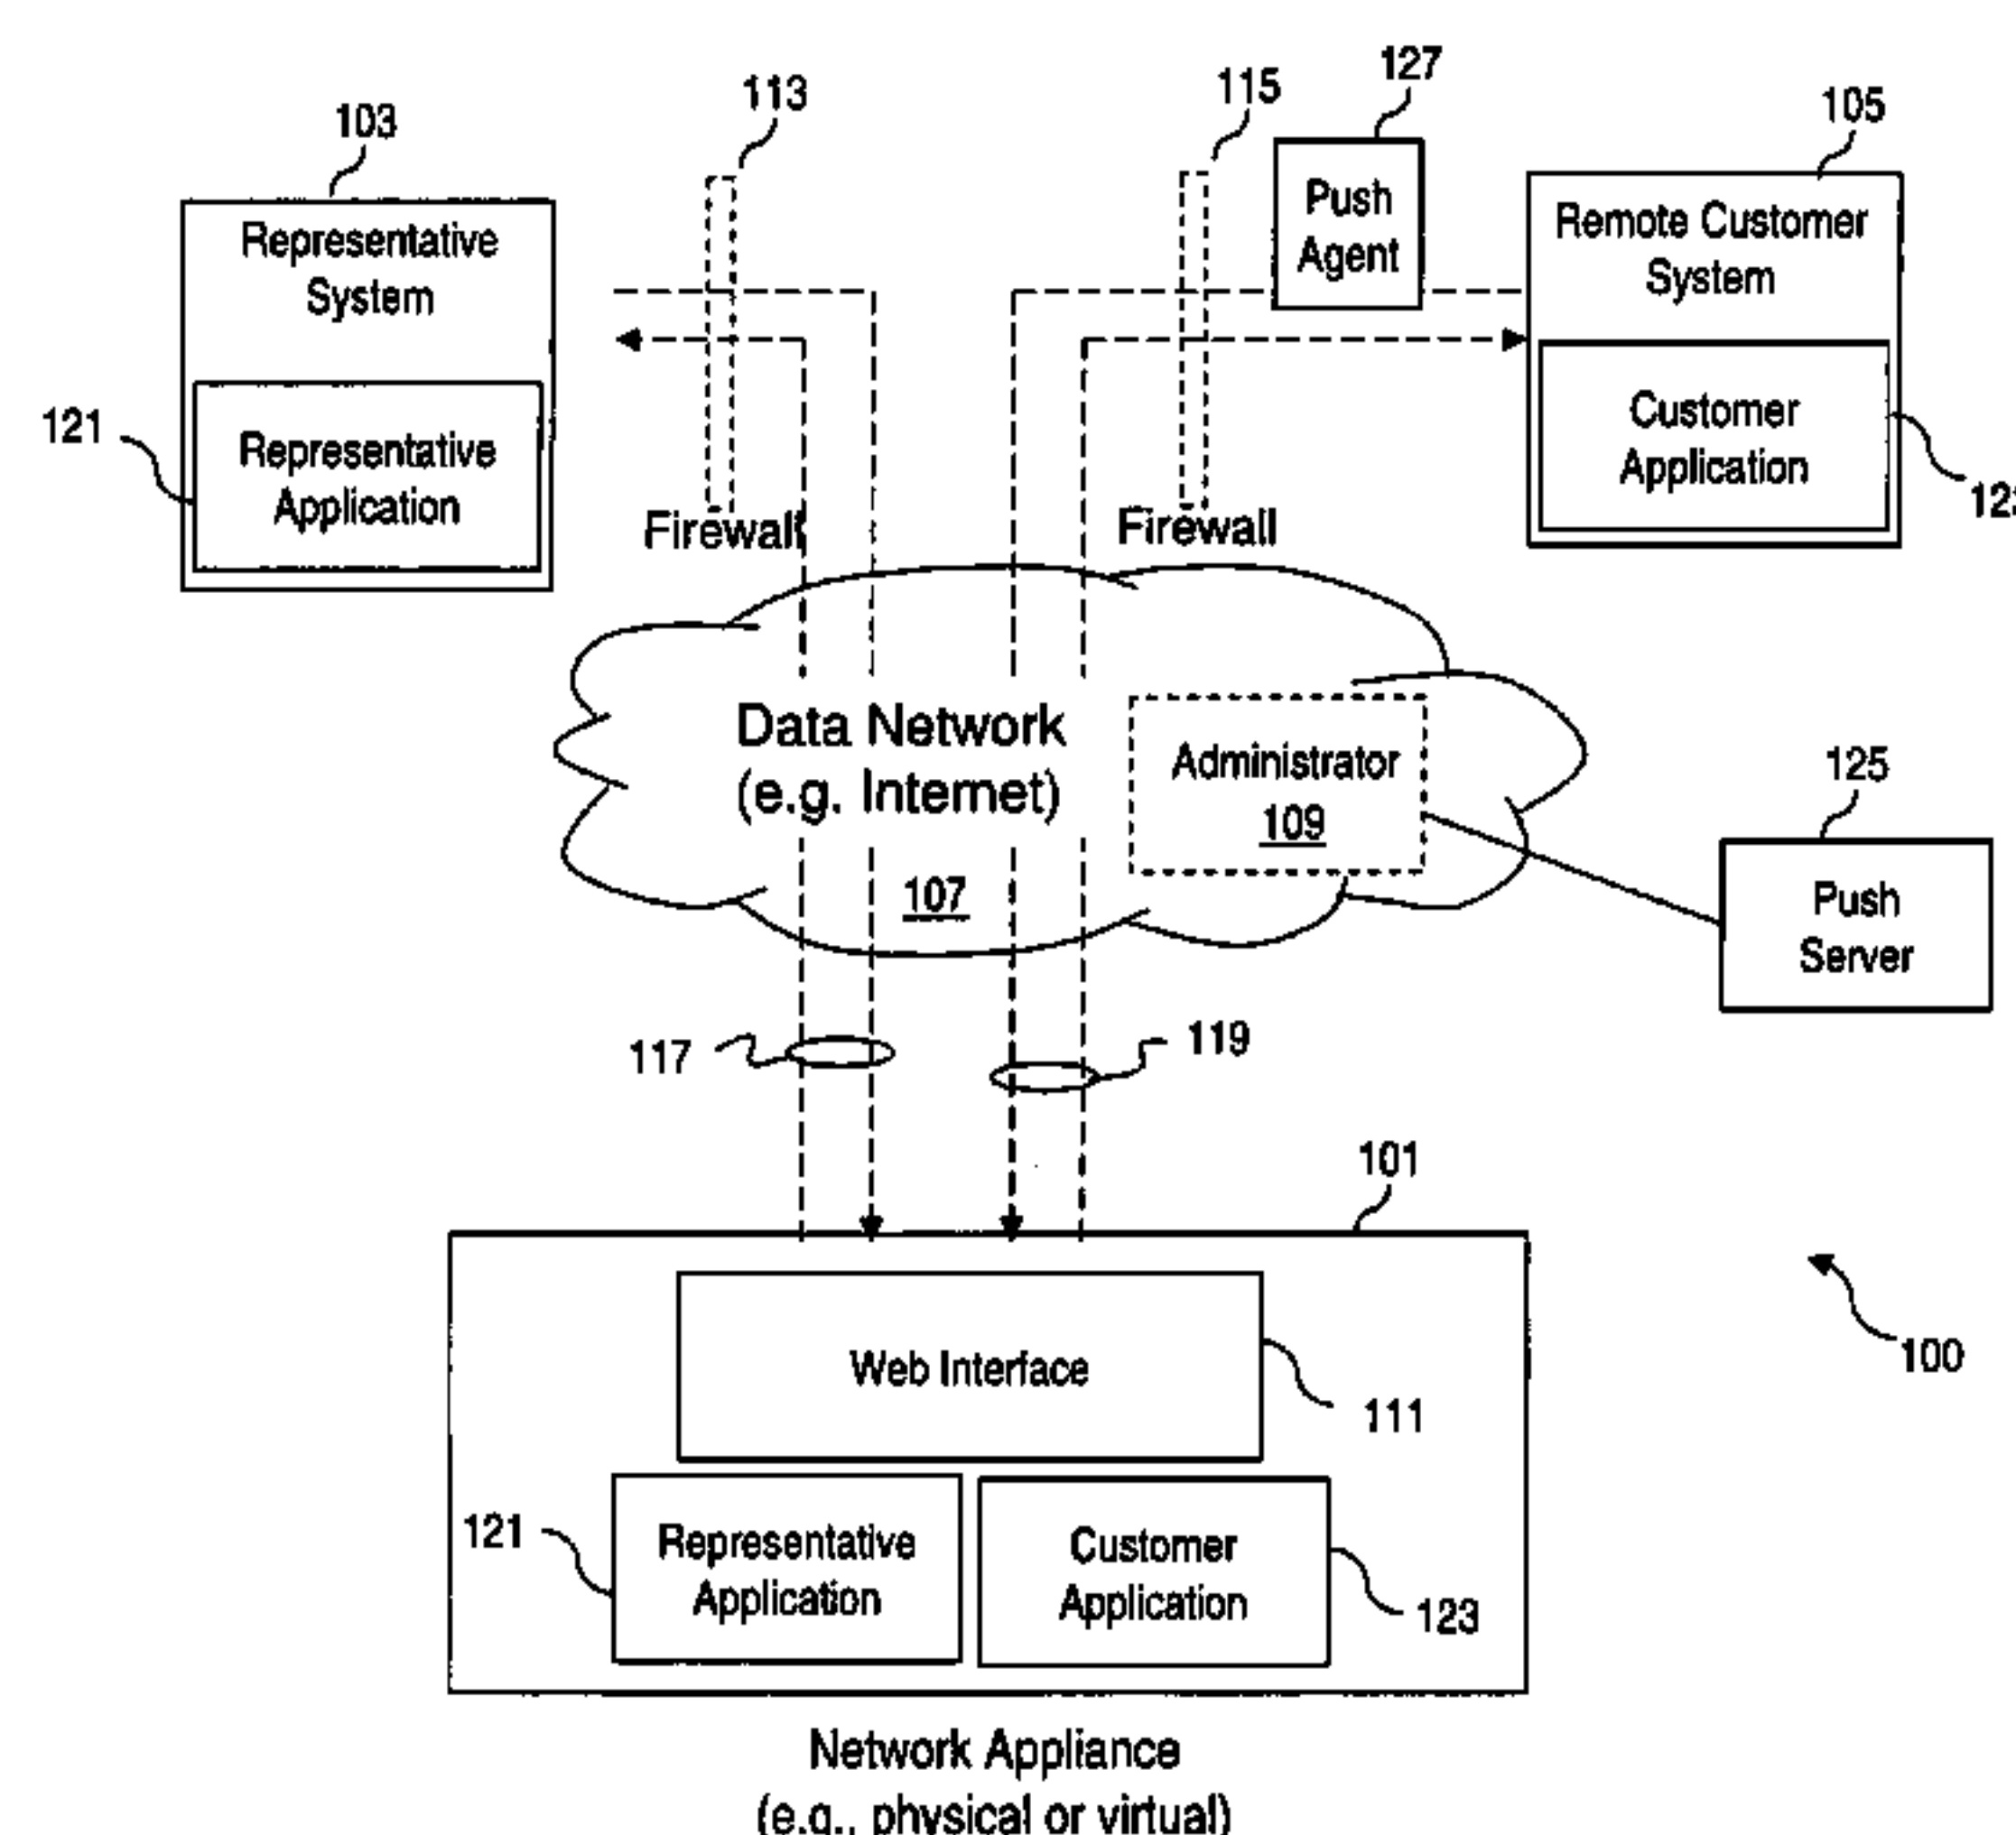 127
113
115
105
103
Push
Agent
Remote Customer
System
Representative
System
Customer
Application
121
Representative
Application
Firewall
Firewall
Data Network
(e.g. Internet)
Administrator
109
107
125
Push
Server
117
119
101
Web Interface
111
100
121
Representative
Application
Customer
Application
123
Network Appliance
(e.g., physical or virtual)